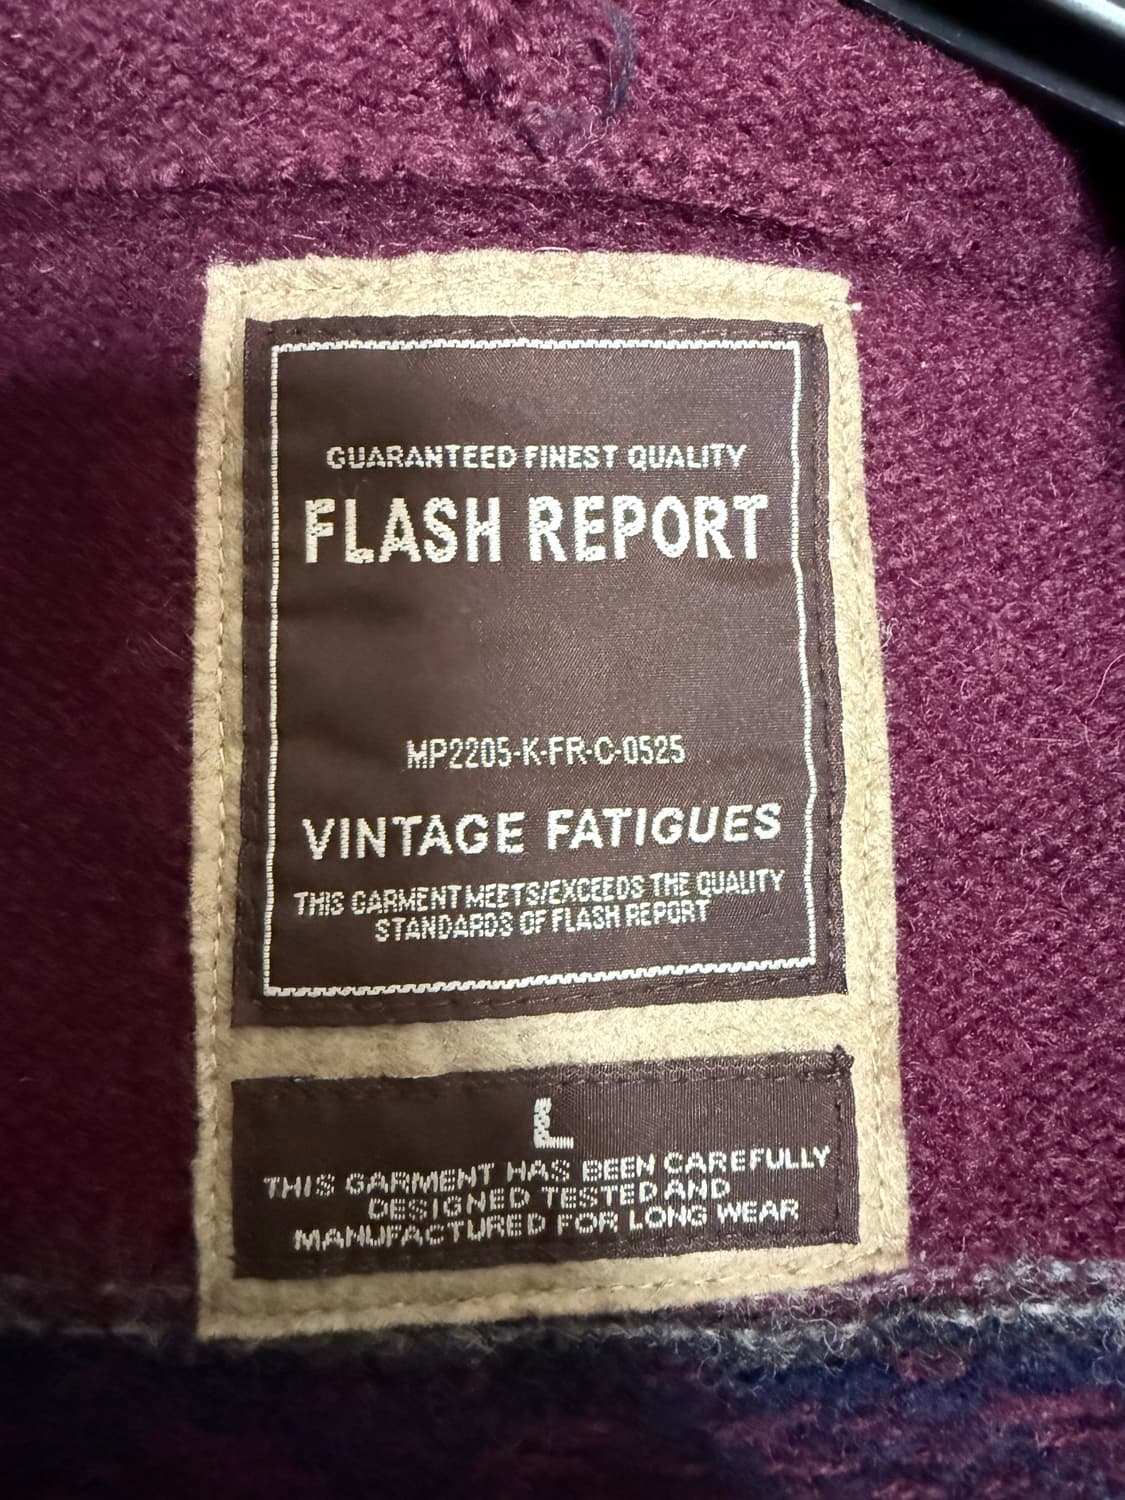 GUARANTEED FINEST QUALITY
FLASH REPORT
MP2205-K-FR-C-0525
VINTAGE FATIGUES
THIS GARMENT MEETS/EXCEEDS THE QUALITY
STANDARDS OF FLASH REPORT
L
THIS GARMENT HAS BEEN CAREFULLY
DESIGNED TESTED AND
MANUFACTURED FOR LONG WEAR